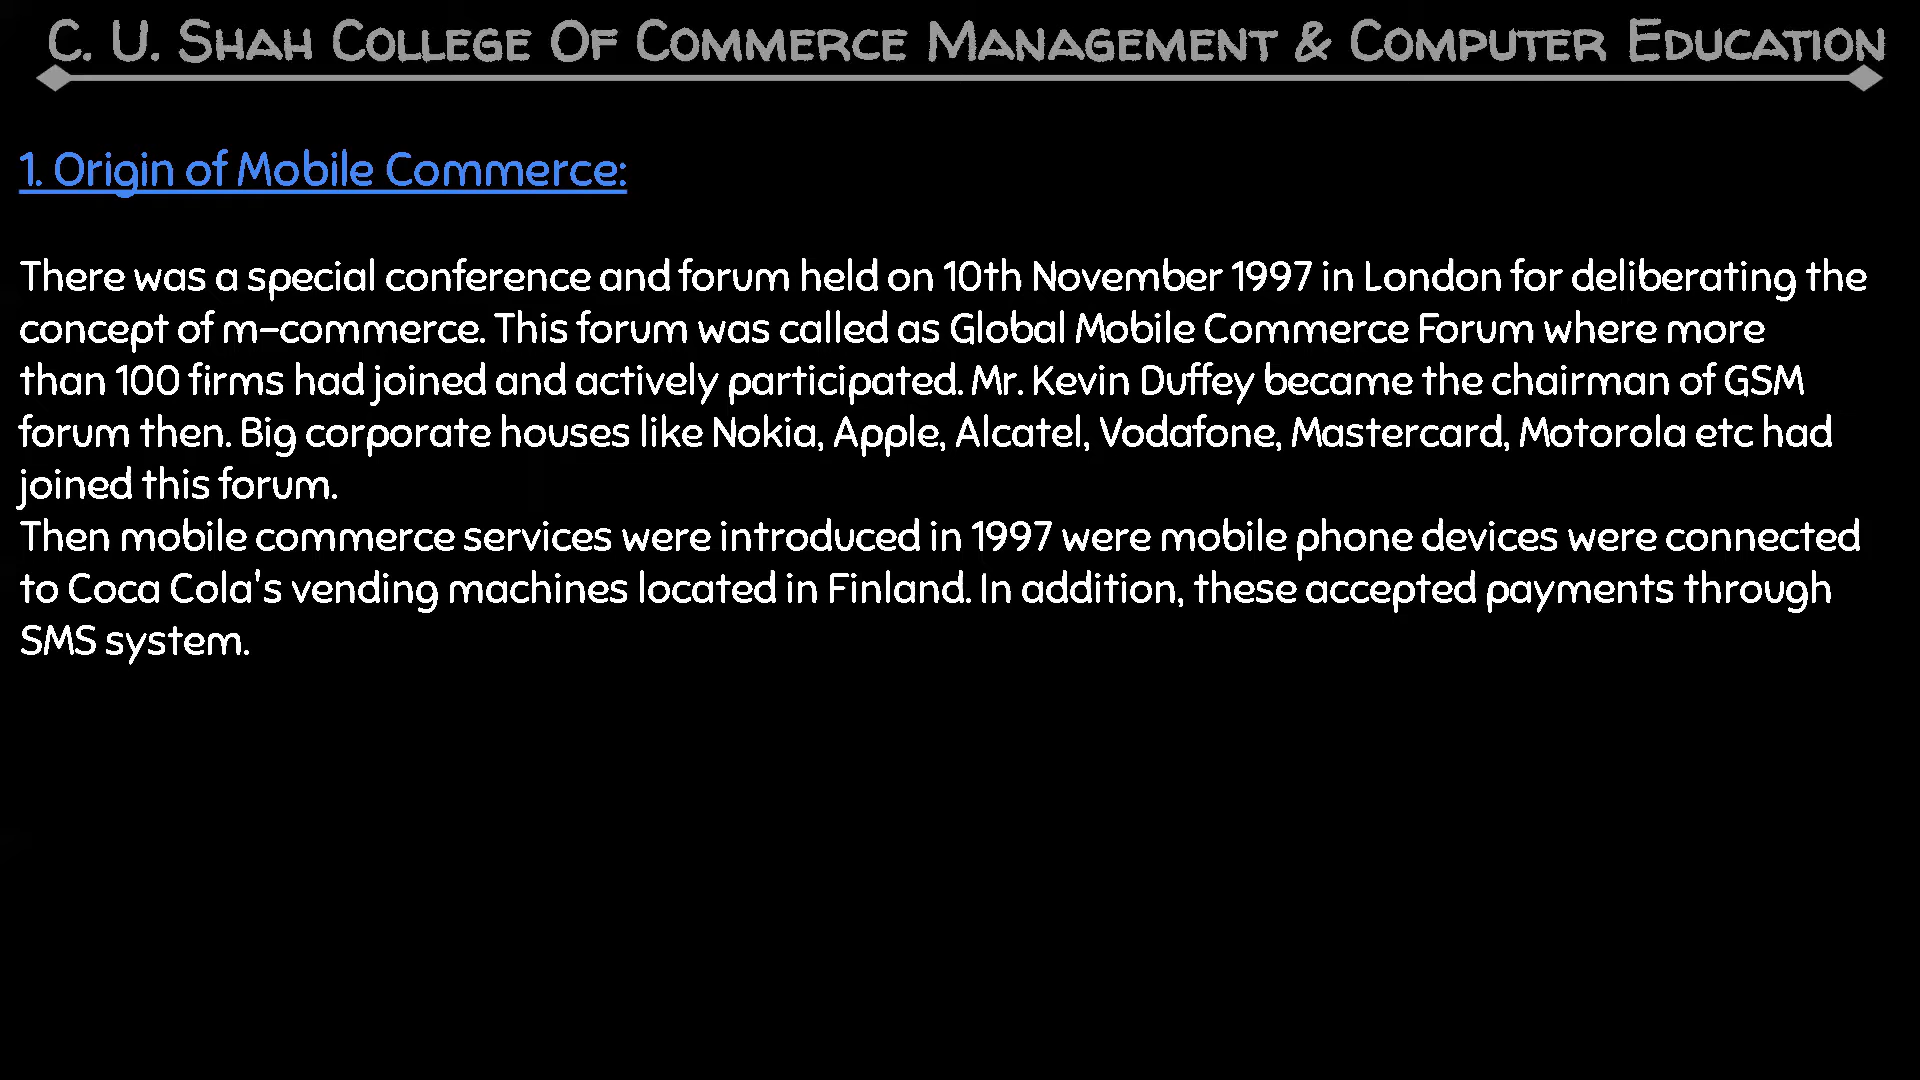 C. U. Shah College Of Commerce Management & Computer Education
1. Origin of Mobile Commerce:
There was a special conference and forum held on 10th November 1997 in London for deliberating the
concept of m-commerce. This forum was called as Global Mobile Commerce Forum where more
than 100 firms had joined and actively participated. Mr. Kevin Duffey became the chairman of GSM
forum then. Big corporate houses like Nokia, Apple, Alcatel, Vodafone, Mastercard, Motorola etc had
joined this forum.
Then mobile commerce services were introduced in 1997 were mobile phone devices were connected
to Coca Cola's vending machines located in Finland. In addition, these accepted payments through
SMS system.